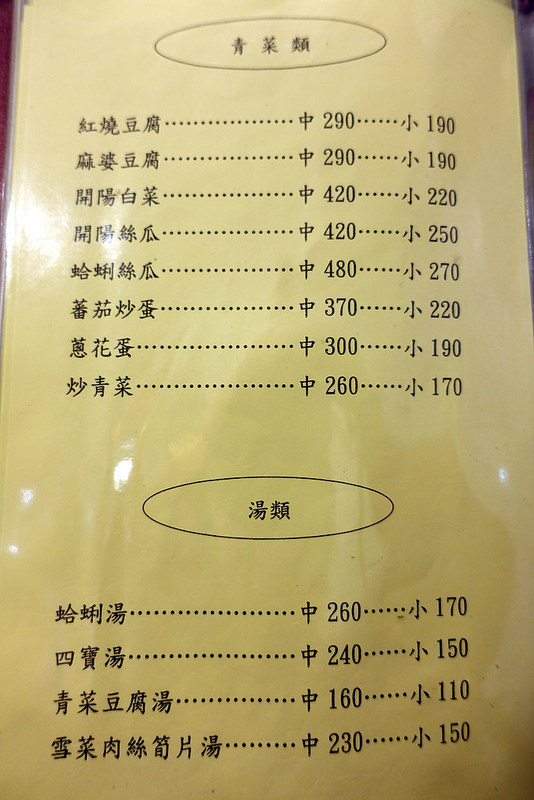 青菜類
紅燒豆腐⋯⋯⋯⋯⋯⋯中 290⋯⋯小 190
麻婆豆腐⋯⋯⋯⋯⋯⋯中 290⋯⋯小 190
開陽白菜⋯⋯⋯⋯⋯⋯中 420⋯⋯小 220
開陽絲瓜⋯⋯⋯⋯⋯⋯中 420⋯⋯小 250
蛤蜊絲瓜⋯⋯⋯⋯⋯⋯中 480⋯⋯小 270
蕃茄炒蛋⋯⋯⋯⋯⋯⋯中 370⋯⋯小 220
蔥花蛋⋯⋯⋯⋯⋯⋯⋯中 300⋯⋯小 190
炒青菜⋯⋯⋯⋯⋯⋯⋯中 260⋯⋯小 170
湯類
蛤蜊湯⋯⋯⋯⋯⋯⋯⋯中 260⋯⋯小 170
四寶湯⋯⋯⋯⋯⋯⋯⋯中 240⋯⋯小 150
青菜豆腐湯⋯⋯⋯⋯⋯中 160⋯⋯小 110
雪菜肉絲筍片湯⋯⋯⋯中 230⋯⋯小 150